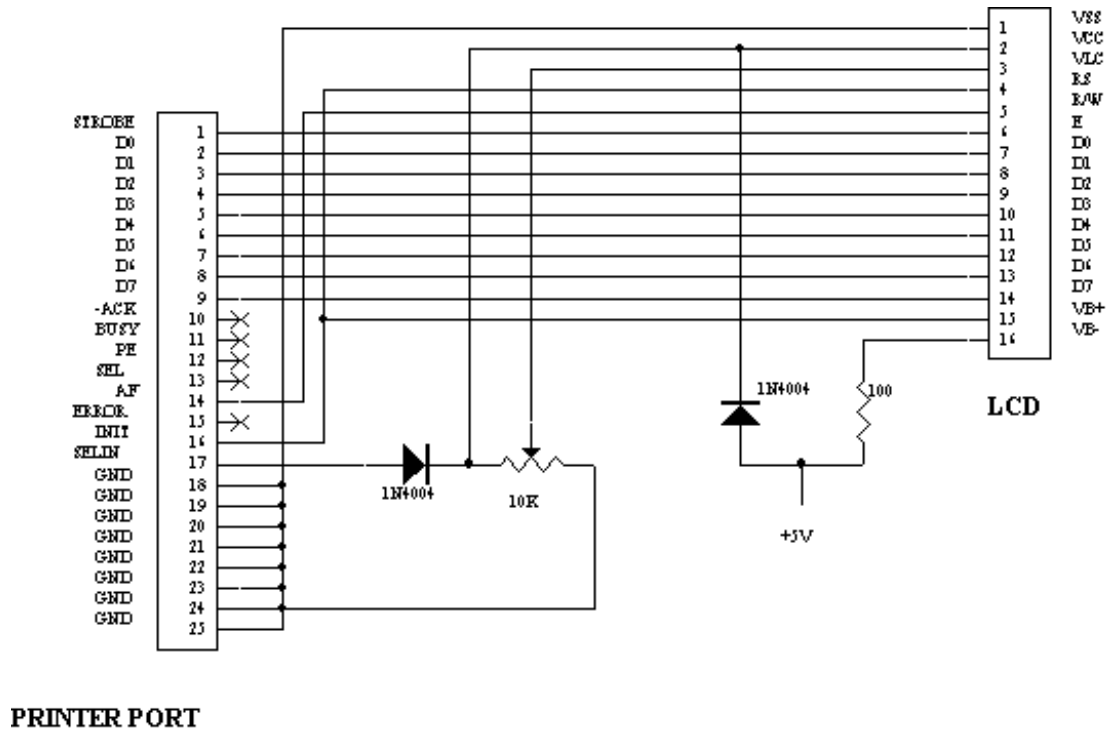 VSS
1
VCC
2
VLC
3
RS
4
R/W
5
E
6
D0
7
D1
8
D2
9
D3
10
D4
11
D5
12
D6
13
D7
14
VB+
15
VB-
16
LCD
STROBE
1
D0
2
D1
3
D2
4
D3
5
D4
6
D5
7
D6
8
D7
9
-ACK
10
BUSY
11
PE
12
SEL
13
AF
14
ERROR
15
INIT
16
SELIN
17
GND
18
GND
19
GND
20
GND
21
GND
22
GND
23
GND
24
GND
25
1N4004
10K
1N4004
100
+5V
PRINTER PORT